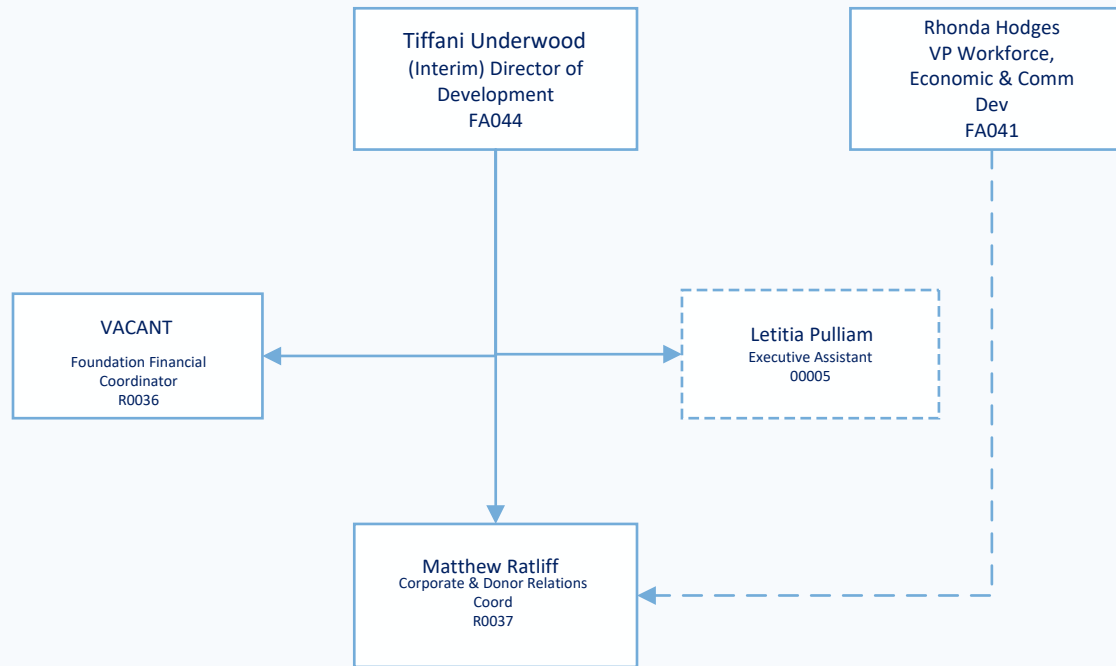 Tiffani Underwood
(Interim) Director of
Development
FA044
Rhonda Hodges
VP Workforce,
Economic & Comm
Dev
FA041
VACANT
Foundation Financial
Coordinator
R0036
Letitia Pulliam
Executive Assistant
00005
Matthew Ratliff
Corporate & Donor Relations
Coord
R0037